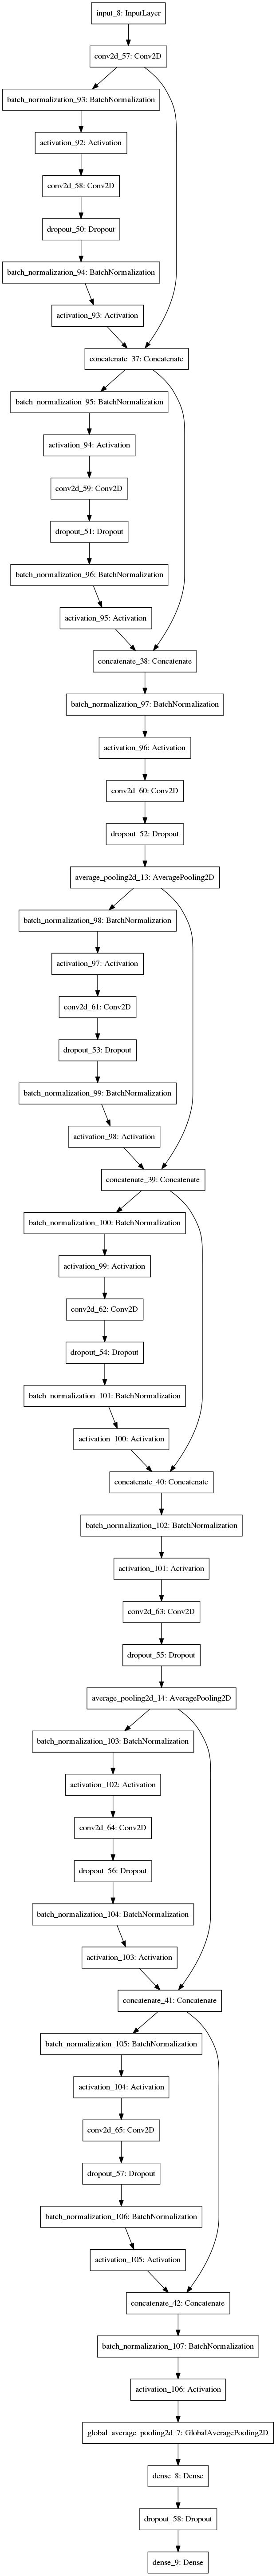 input_8: InputLayer
conv2d_57: Conv2D
batch_normalization_93: BatchNormalization
activation_92: Activation
conv2d_58: Conv2D
dropout_50: Dropout
batch_normalization_94: BatchNormalization
activation_93: Activation
concatenate_37: Concatenate
batch_normalization_95: BatchNormalization
activation_94: Activation
conv2d_59: Conv2D
dropout_51: Dropout
batch_normalization_96: BatchNormalization
activation_95: Activation
concatenate_38: Concatenate
batch_normalization_97: BatchNormalization
activation_96: Activation
conv2d_60: Conv2D
dropout_52: Dropout
average_pooling2d_13: AveragePooling2D
batch_normalization_98: BatchNormalization
activation_97: Activation
conv2d_61: Conv2D
dropout_53: Dropout
batch_normalization_99: BatchNormalization
activation_98: Activation
concatenate_39: Concatenate
batch_normalization_100: BatchNormalization
activation_99: Activation
conv2d_62: Conv2D
dropout_54: Dropout
batch_normalization_101: BatchNormalization
activation_100: Activation
concatenate_40: Concatenate
batch_normalization_102: BatchNormalization
activation_101: Activation
conv2d_63: Conv2D
dropout_55: Dropout
average_pooling2d_14: AveragePooling2D
batch_normalization_103: BatchNormalization
activation_102: Activation
conv2d_64: Conv2D
dropout_56: Dropout
batch_normalization_104: BatchNormalization
activation_103: Activation
concatenate_41: Concatenate
batch_normalization_105: BatchNormalization
activation_104: Activation
conv2d_65: Conv2D
dropout_57: Dropout
batch_normalization_106: BatchNormalization
activation_105: Activation
concatenate_42: Concatenate
batch_normalization_107: BatchNormalization
activation_106: Activation
global_average_pooling2d_7: GlobalAveragePooling2D
dense_8: Dense
dropout_58: Dropout
dense_9: Dense